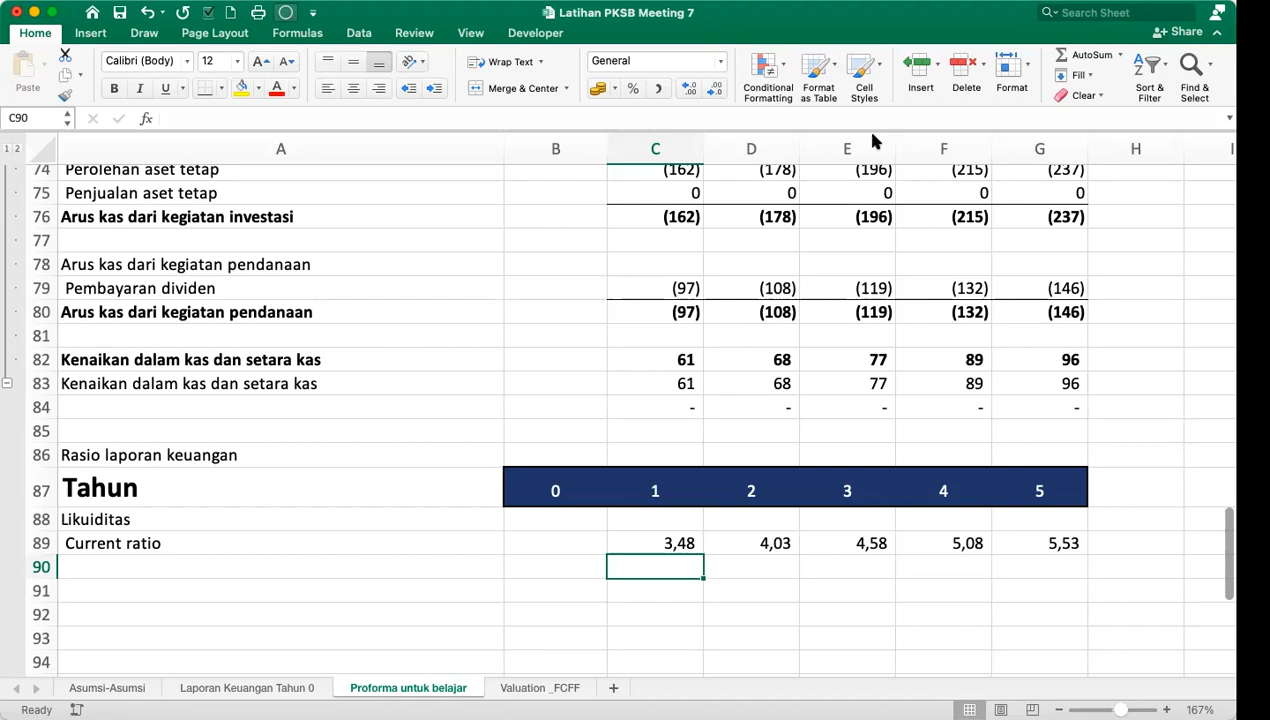 Latihan PKSB Meeting 7
Search Sheet
Home Insert Draw Page Layout Formulas Data Review View Developer
Share
Paste
Calibri (Body) 12
B I U
Wrap Text
Merge & Center
General
Conditional Formatting
Format as Table
Cell Styles
Insert
Delete
Format
AutoSum
Fill
Clear
Sort & Filter
Find & Select
C90
fx
1 2
A B C D E F G H I
74 Perolehan aset tetap (162) (178) (196) (215) (237)
75 Penjualan aset tetap 0 0 0 0 0
76 Arus kas dari kegiatan investasi (162) (178) (196) (215) (237)
77
78 Arus kas dari kegiatan pendanaan
79 Pembayaran dividen (97) (108) (119) (132) (146)
80 Arus kas dari kegiatan pendanaan (97) (108) (119) (132) (146)
81
82 Kenaikan dalam kas dan setara kas 61 68 77 89 96
83 Kenaikan dalam kas dan setara kas 61 68 77 89 96
84 - - - - -
85
86 Rasio laporan keuangan
87 Tahun 0 1 2 3 4 5
88 Likuiditas
89 Current ratio 3,48 4,03 4,58 5,08 5,53
90
91
92
93
94
Asumsi-Asumsi Laporan Keuangan Tahun 0 Proforma untuk belajar Valuation _FCFF
Ready
167%